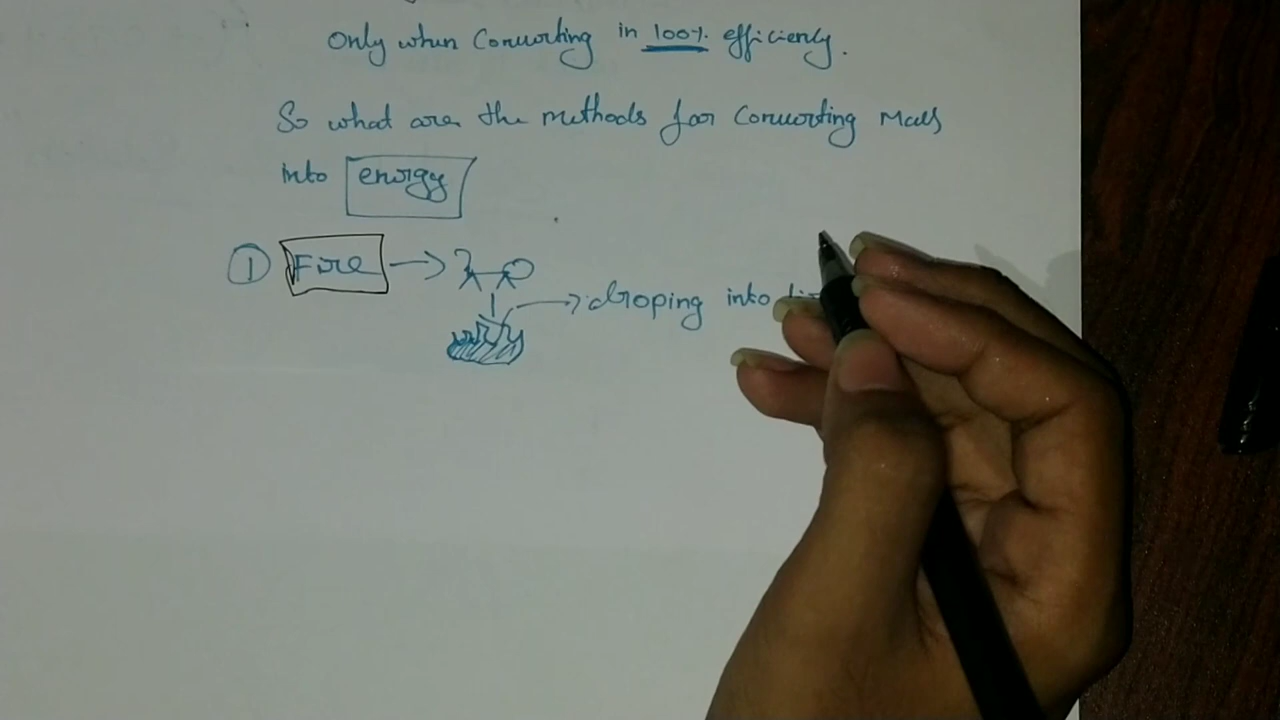 Only when Converting in 100% efficiency.
So what are the methods for Converting Mass
into energy
① Fire
droping into